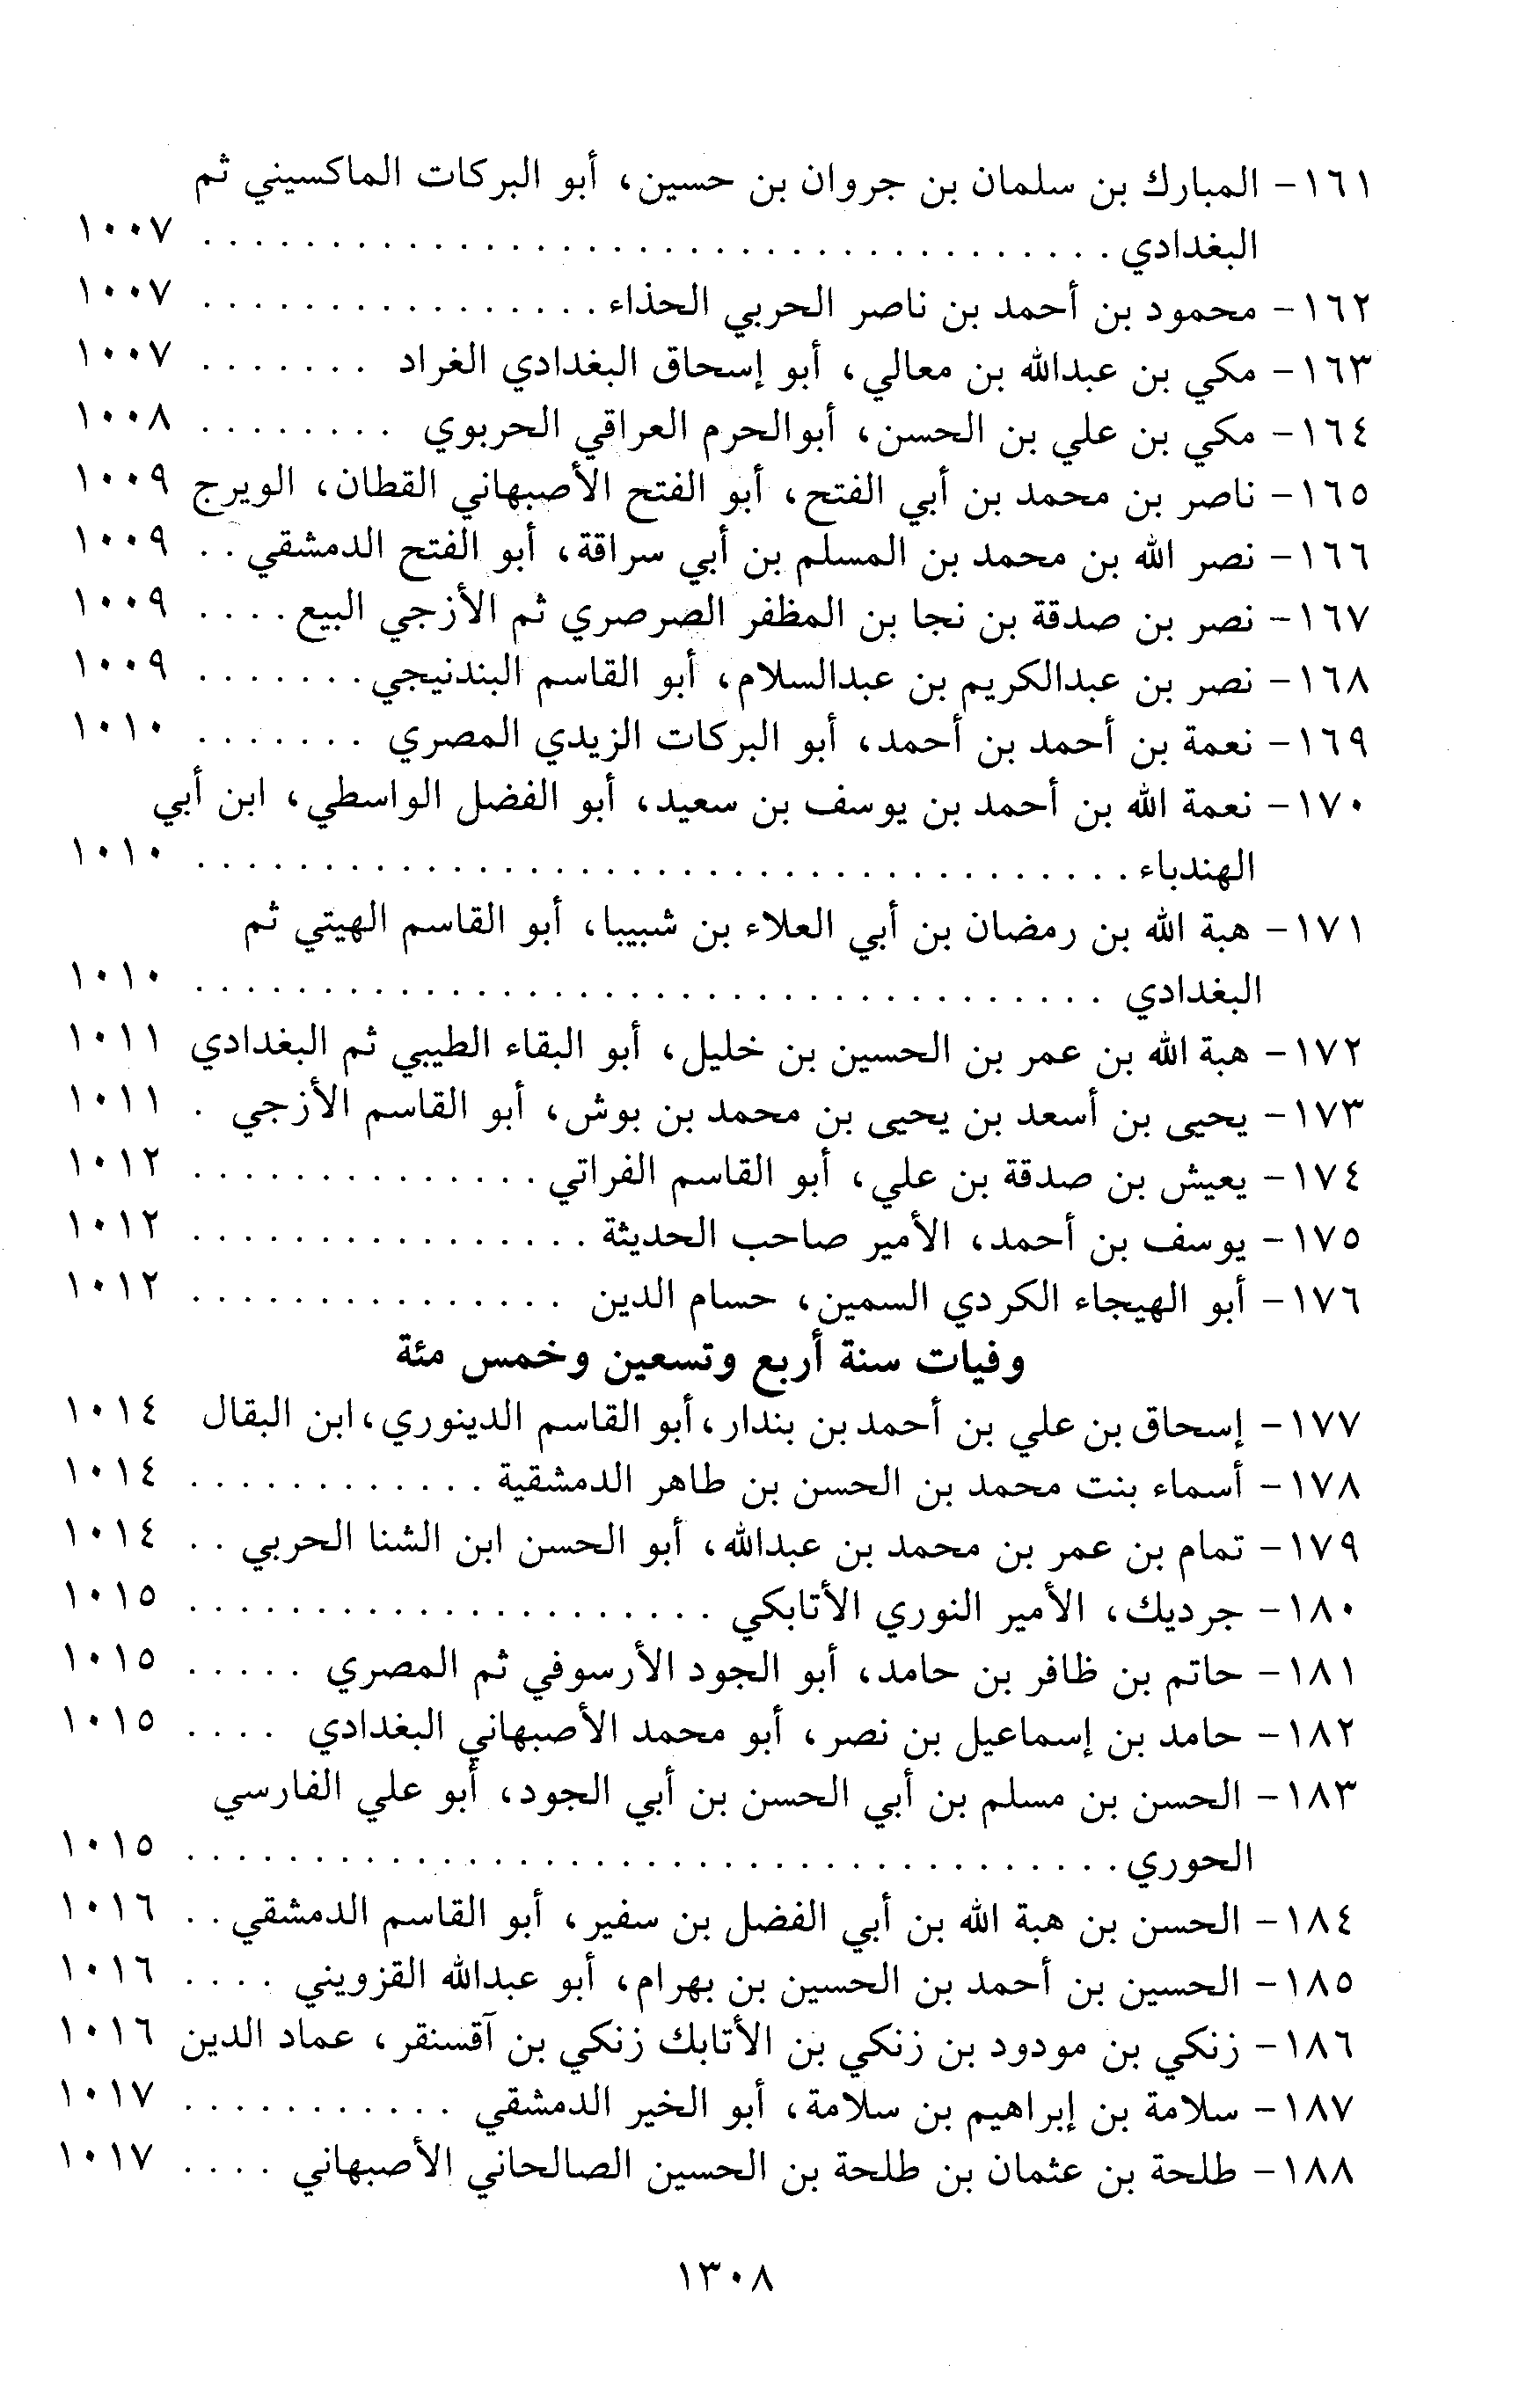 ١٦١- المبارك بن سلمان بن جروان بن حسين، أبو البركات الماكسيني ثم
البغدادي . . . . . . . . . . . . . . . . . . . . . . . . . . . . . . . . . . . . ١٠٠٧
١٦٢- محمود بن أحمد بن ناصر الحربي الحذاء . . . . . . . . . . . . . . . . ١٠٠٧
١٦٣- مكي بن عبدالله بن معالي، أبو إسحاق البغدادي الغراد . . . . . . . ١٠٠٧
١٦٤- مكي بن علي بن الحسن، أبوالحرم العراقي الحربوي . . . . . . . . ١٠٠٨
١٦٥- ناصر بن محمد بن أبي الفتح، أبو الفتح الأصبهاني القطان، الويرج ١٠٠٩
١٦٦- نصر الله بن محمد بن المسلم بن أبي سراقة، أبو الفتح الدمشقي . . ١٠٠٩
١٦٧- نصر بن صدقة بن نجا بن المظفر الصرصري ثم الأزجي البيع . . . . ١٠٠٩
١٦٨- نصر بن عبدالكريم بن عبدالسلام، أبو القاسم البندنيجي . . . . . . . ١٠٠٩
١٦٩- نعمة بن أحمد بن أحمد، أبو البركات الزيدي المصري . . . . . . . ١٠١٠
١٧٠- نعمة الله بن أحمد بن يوسف بن سعيد، أبو الفضل الواسطي، ابن أبي
الهندباء . . . . . . . . . . . . . . . . . . . . . . . . . . . . . . . . . . . . . ١٠١٠
١٧١- هبة الله بن رمضان بن أبي العلاء بن شبيبا، أبو القاسم الهيتي ثم
البغدادي . . . . . . . . . . . . . . . . . . . . . . . . . . . . . . . . . . . . ١٠١٠
١٧٢- هبة الله بن عمر بن الحسين بن خليل، أبو البقاء الطيبي ثم البغدادي ١٠١١
١٧٣- يحيى بن أسعد بن يحيى بن محمد بن بوش، أبو القاسم الأزجي . ١٠١١
١٧٤- يعيش بن صدقة بن علي، أبو القاسم الفراتي . . . . . . . . . . . . . . ١٠١٢
١٧٥- يوسف بن أحمد، الأمير صاحب الحديثة . . . . . . . . . . . . . . . . ١٠١٢
١٧٦- أبو الهيجاء الكردي السمين، حسام الدين . . . . . . . . . . . . . . . ١٠١٢
وفيات سنة أربع وتسعين وخمس مئة
١٧٧- إسحاق بن علي بن أحمد بن بندار، أبو القاسم الدينوري، ابن البقال ١٠١٤
١٧٨- أسماء بنت محمد بن الحسن بن طاهر الدمشقية . . . . . . . . . . . . ١٠١٤
١٧٩- تمام بن عمر بن محمد بن عبدالله، أبو الحسن ابن الشنا الحربي . . ١٠١٤
١٨٠- جرديك، الأمير النوري الأتابكي . . . . . . . . . . . . . . . . . . . . . ١٠١٥
١٨١- حاتم بن ظافر بن حامد، أبو الجود الأرسوفي ثم المصري . . . . . ١٠١٥
١٨٢- حامد بن إسماعيل بن نصر، أبو محمد الأصبهاني البغدادي . . . . ١٠١٥
١٨٣- الحسن بن مسلم بن أبي الحسن بن أبي الجود، أبو علي الفارسي
الحوري . . . . . . . . . . . . . . . . . . . . . . . . . . . . . . . . . . . . . ١٠١٥
١٨٤- الحسن بن هبة الله بن أبي الفضل بن سفير، أبو القاسم الدمشقي . . ١٠١٦
١٨٥- الحسين بن أحمد بن الحسين بن بهرام، أبو عبدالله القزويني . . . . ١٠١٦
١٨٦- زنكي بن مودود بن زنكي بن الأتابك زنكي بن آقسنقر، عماد الدين ١٠١٦
١٨٧- سلامة بن إبراهيم بن سلامة، أبو الخير الدمشقي . . . . . . . . . . . ١٠١٧
١٨٨- طلحة بن عثمان بن طلحة بن الحسين الصالحاني الأصبهاني . . . . ١٠١٧
١٣٠٨